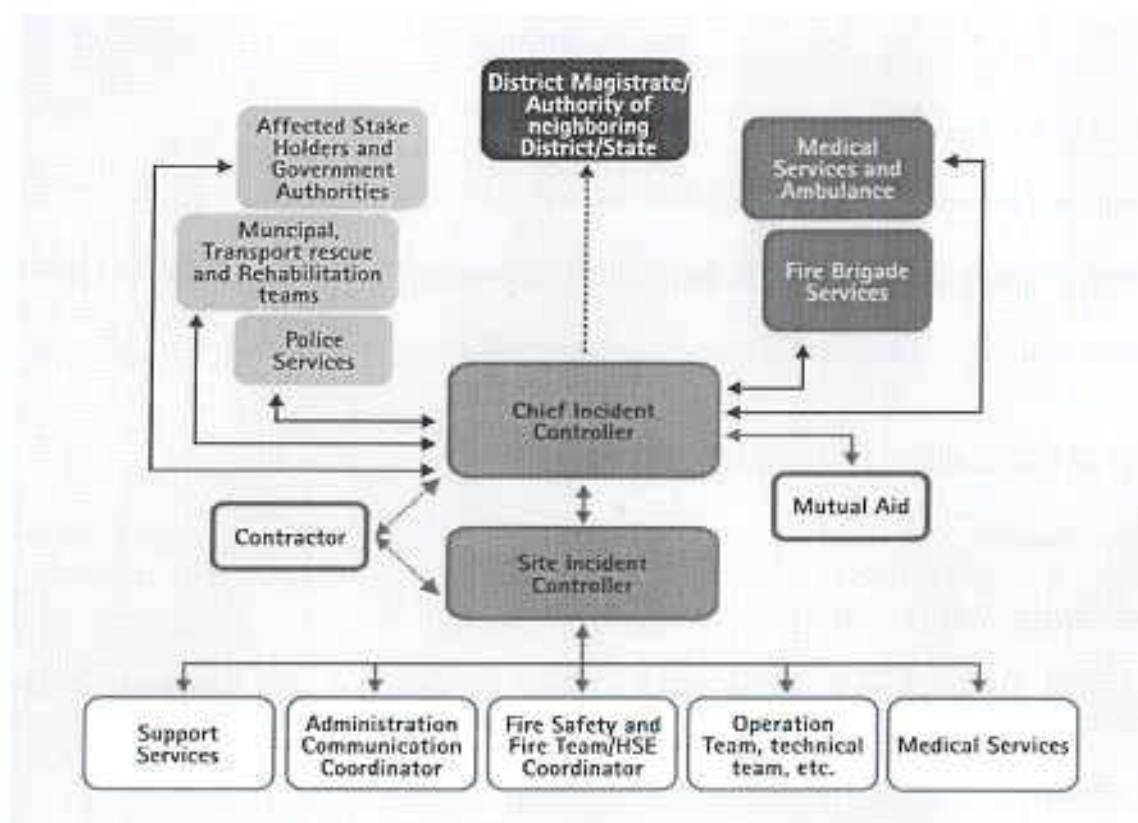 District Magistrate/
Authority of
neighboring
District/State
Affected Stake
Holders and
Government
Authorities
Medical
Services and
Ambulance
Muncipal,
Transport rescue
and Rehabilitation
teams
Fire Brigade
Services
Police
Services
Chief Incident
Controller
Mutual Aid
Contractor
Site Incident
Controller
Support
Services
Administration
Communication
Coordinator
Fire Safety and
Fire Team/HSE
Coordinator
Operation
Team, technical
team, etc.
Medical Services